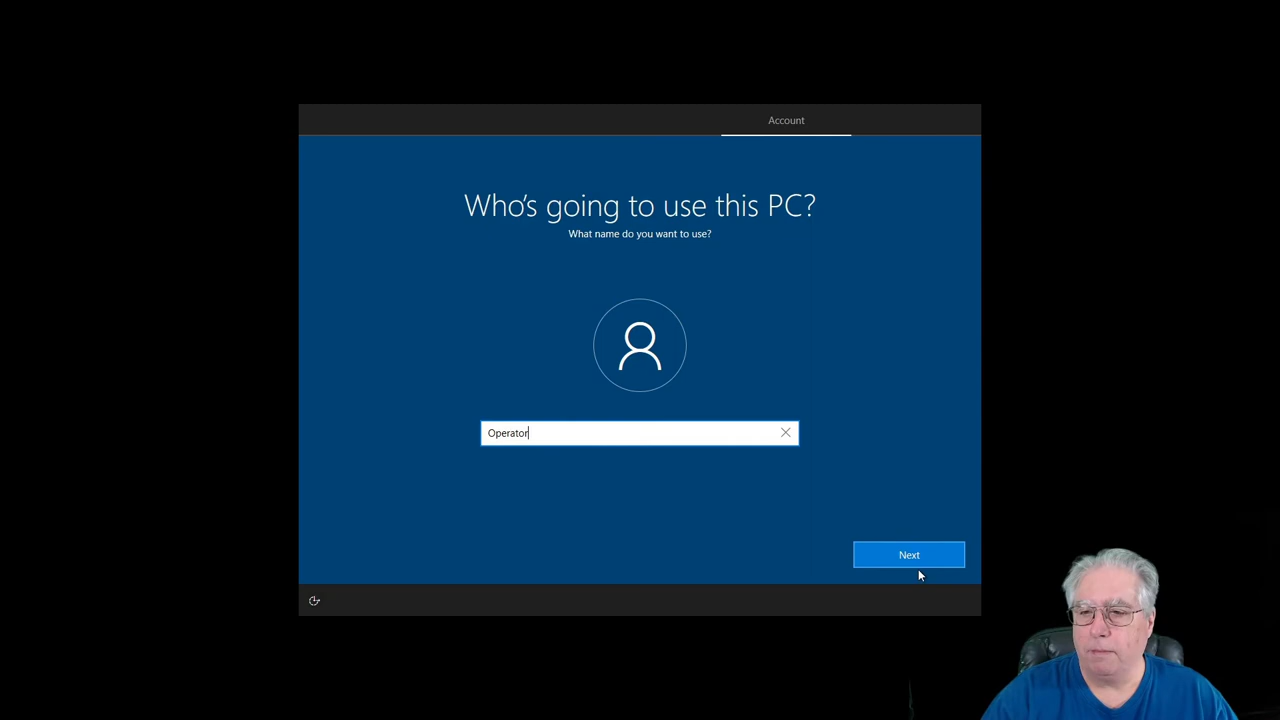 Account
Who's going to use this PC?
What name do you want to use?
Operator
Next